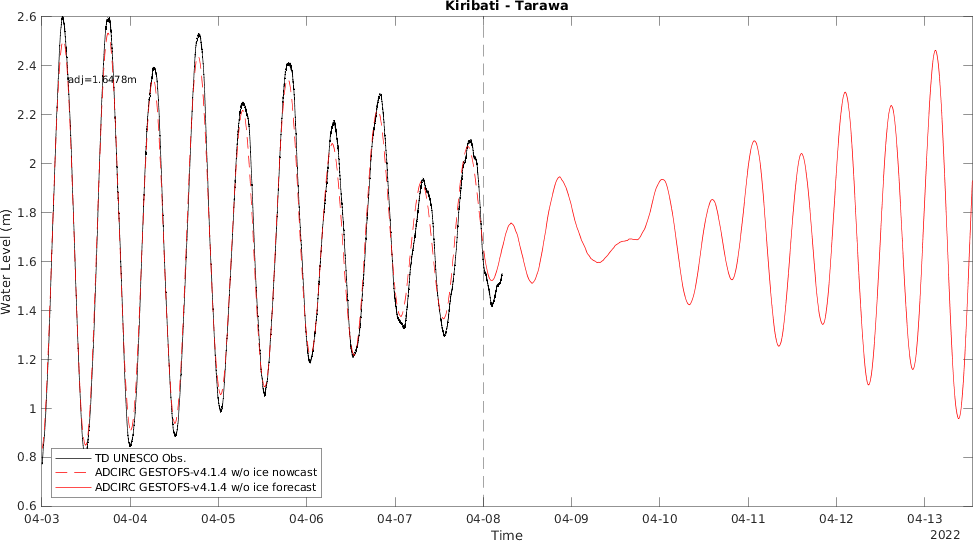 Kiribati - Tarawa
2.6
2.4
adj=1.6478m
2.2
2
1.8
1.6
1.4
1.2
1
0.8
0.6
Water Level (m)
TD UNESCO Obs.
ADCIRC GESTOFS-v4.1.4 w/o ice nowcast
ADCIRC GESTOFS-v4.1.4 w/o ice forecast
04-03 04-04 04-05 04-06 04-07 04-08 04-09 04-10 04-11 04-12 04-13
Time
2022